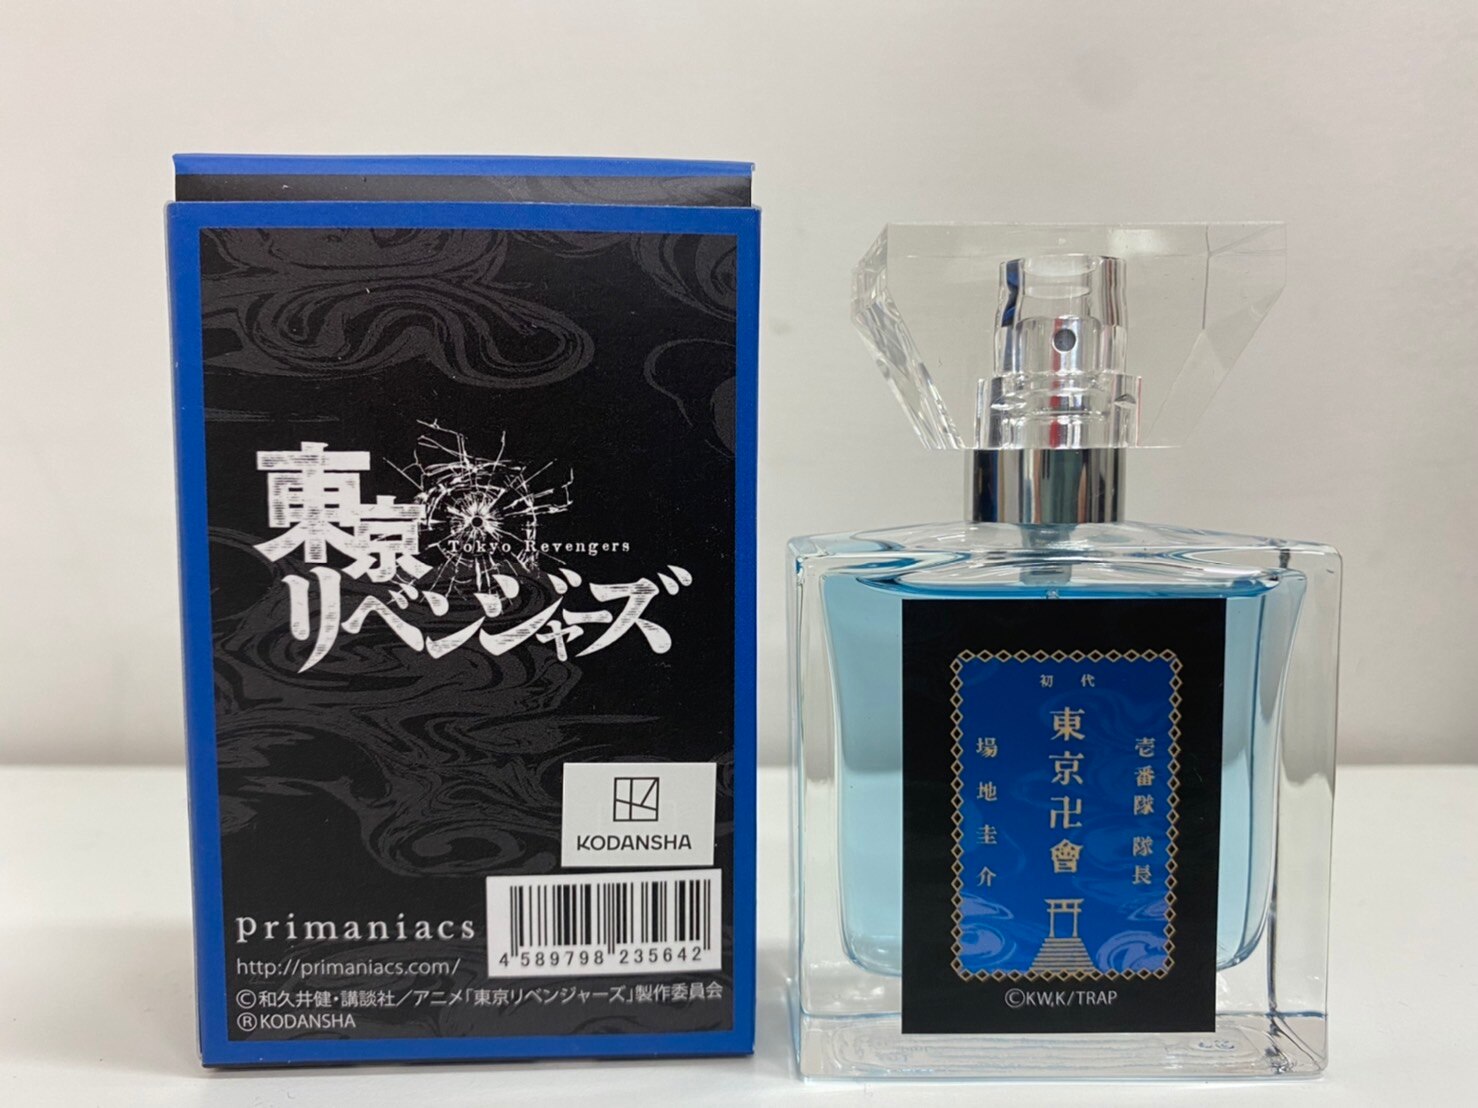 東京
Tokyo Revengers
リベンジャーズ
KODANSHA
primaniacs
4 589798 235642
http://primaniacs.com/
©和久井健・講談社／アニメ「東京リベンジャーズ」製作委員会
®KODANSHA
初代
壱番隊 隊長
東京卍會
場地圭介
©KW,K/TRAP